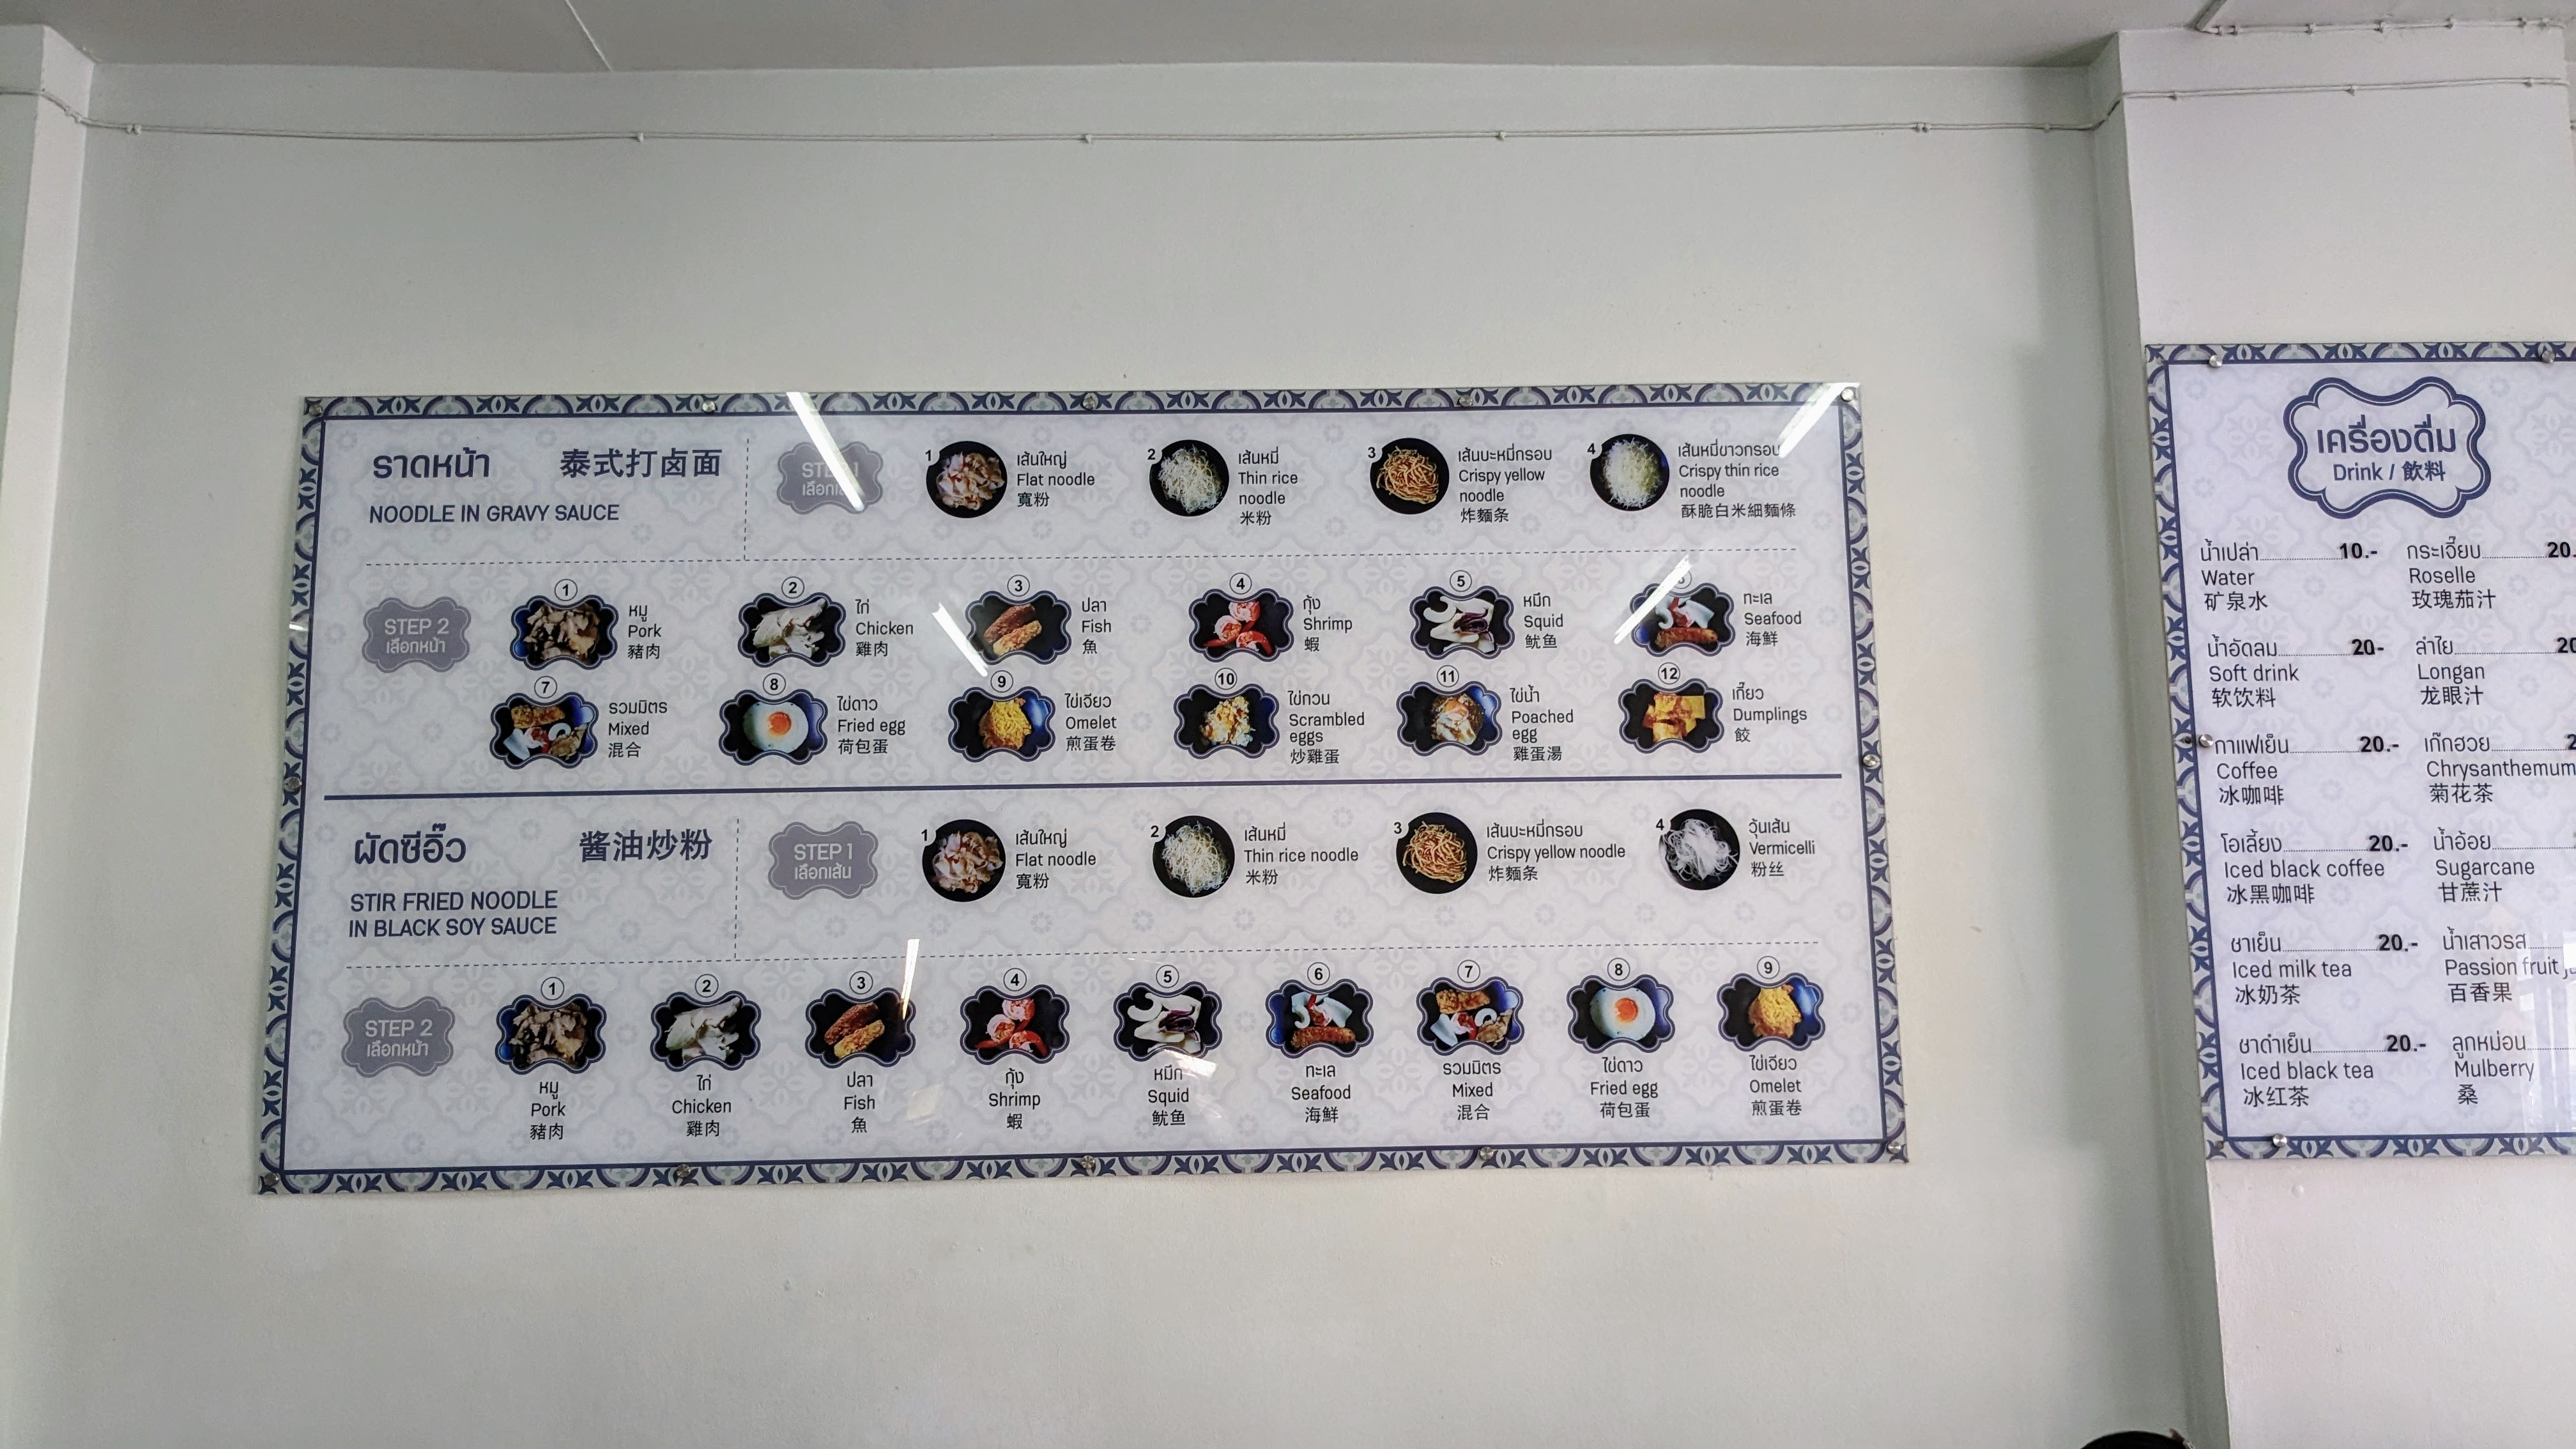 ราดหน้า 泰式打卤面
NOODLE IN GRAVY SAUCE
STEP 1
1
เส้นใหญ่
Flat noodle
寬粉
2
เส้นหมี่
Thin rice
noodle
米粉
3
เส้นบะหมี่กรอบ
Crispy yellow
noodle
炸麵条
4
เส้นหมี่ขาวกรอบ
Crispy thin rice
noodle
酥脆白米細麵條
STEP 2
เลือกหน้า
1
หมู
Pork
豬肉
2
ไก่
Chicken
雞肉
3
ปลา
Fish
魚
4
กุ้ง
Shrimp
蝦
5
หมึก
Squid
鱿鱼
ทะเล
Seafood
海鮮
7
รวมมิตร
Mixed
混合
8
ไข่ดาว
Fried egg
荷包蛋
9
ไข่เจียว
Omelet
煎蛋卷
10
ไข่กวน
Scrambled
eggs
炒雞蛋
11
ไข่น้ำ
Poached
egg
雞蛋湯
12
เกี๊ยว
Dumplings
餃
ผัดซีอิ๊ว 酱油炒粉
STIR FRIED NOODLE
IN BLACK SOY SAUCE
STEP 1
เลือกเส้น
1
เส้นใหญ่
Flat noodle
寬粉
2
เส้นหมี่
Thin rice noodle
米粉
3
เส้นบะหมี่กรอบ
Crispy yellow noodle
炸麵条
4
วุ้นเส้น
Vermicelli
粉丝
STEP 2
เลือกหน้า
1
หมู
Pork
豬肉
2
ไก่
Chicken
雞肉
3
ปลา
Fish
魚
4
กุ้ง
Shrimp
蝦
5
หมึก
Squid
鱿鱼
6
ทะเล
Seafood
海鮮
7
รวมมิตร
Mixed
混合
8
ไข่ดาว
Fried egg
荷包蛋
9
ไข่เจียว
Omelet
煎蛋卷
เครื่องดื่ม
Drink / 飲料
น้ำเปล่า 10.-
Water
矿泉水
น้ำอัดลม 20-
Soft drink
软饮料
กาแฟเย็น 20.-
Coffee
冰咖啡
โอเลี้ยง 20.-
Iced black coffee
冰黑咖啡
ชาเย็น 20.-
Iced milk tea
冰奶茶
ชาดำเย็น 20.-
Iced black tea
冰红茶
กระเจี๊ยบ 20.
Roselle
玫瑰茄汁
ลำไย 20
Longan
龙眼汁
เก๊กฮวย 2
Chrysanthemum
菊花茶
น้ำอ้อย
Sugarcane
甘蔗汁
น้ำเสาวรส
Passion fruit
百香果
ลูกหม่อน
Mulberry
桑